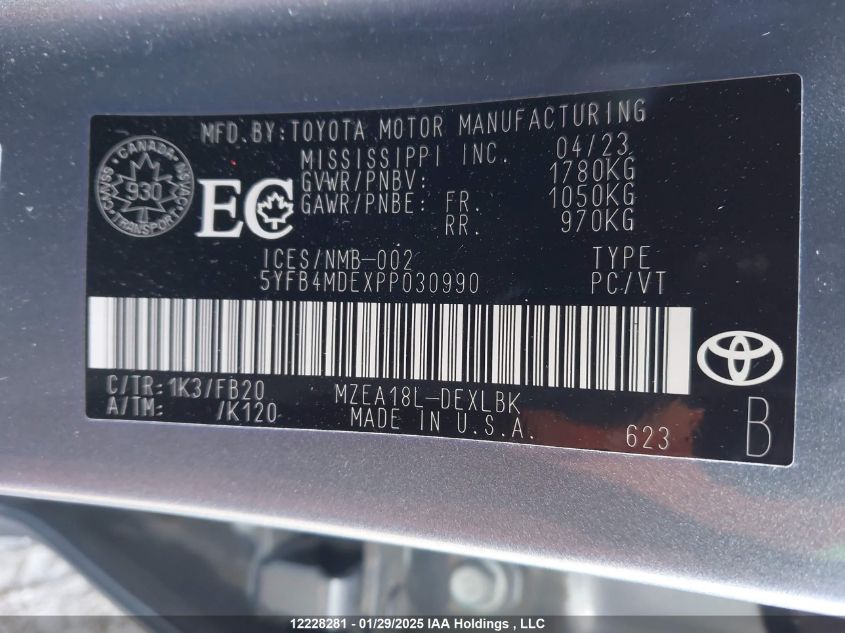 MFD. BY: TOYOTA MOTOR MANUFACTURING
MISSISSIPPI INC. 04/23
GVWR/PNBV: 1780KG
GAWR/PNBE: FR. 1050KG
RR. 970KG
CANADA
930
TRANSPORT
EC
ICES/NMB-002 TYPE
5YFB4MDEXPP030990 PC/VT
C/TR: 1K3/FB20 MZEA18L-DEXLBK
A/TM: /K120 MADE IN U.S.A. 623 B
12228281 - 01/29/2025 IAA Holdings , LLC